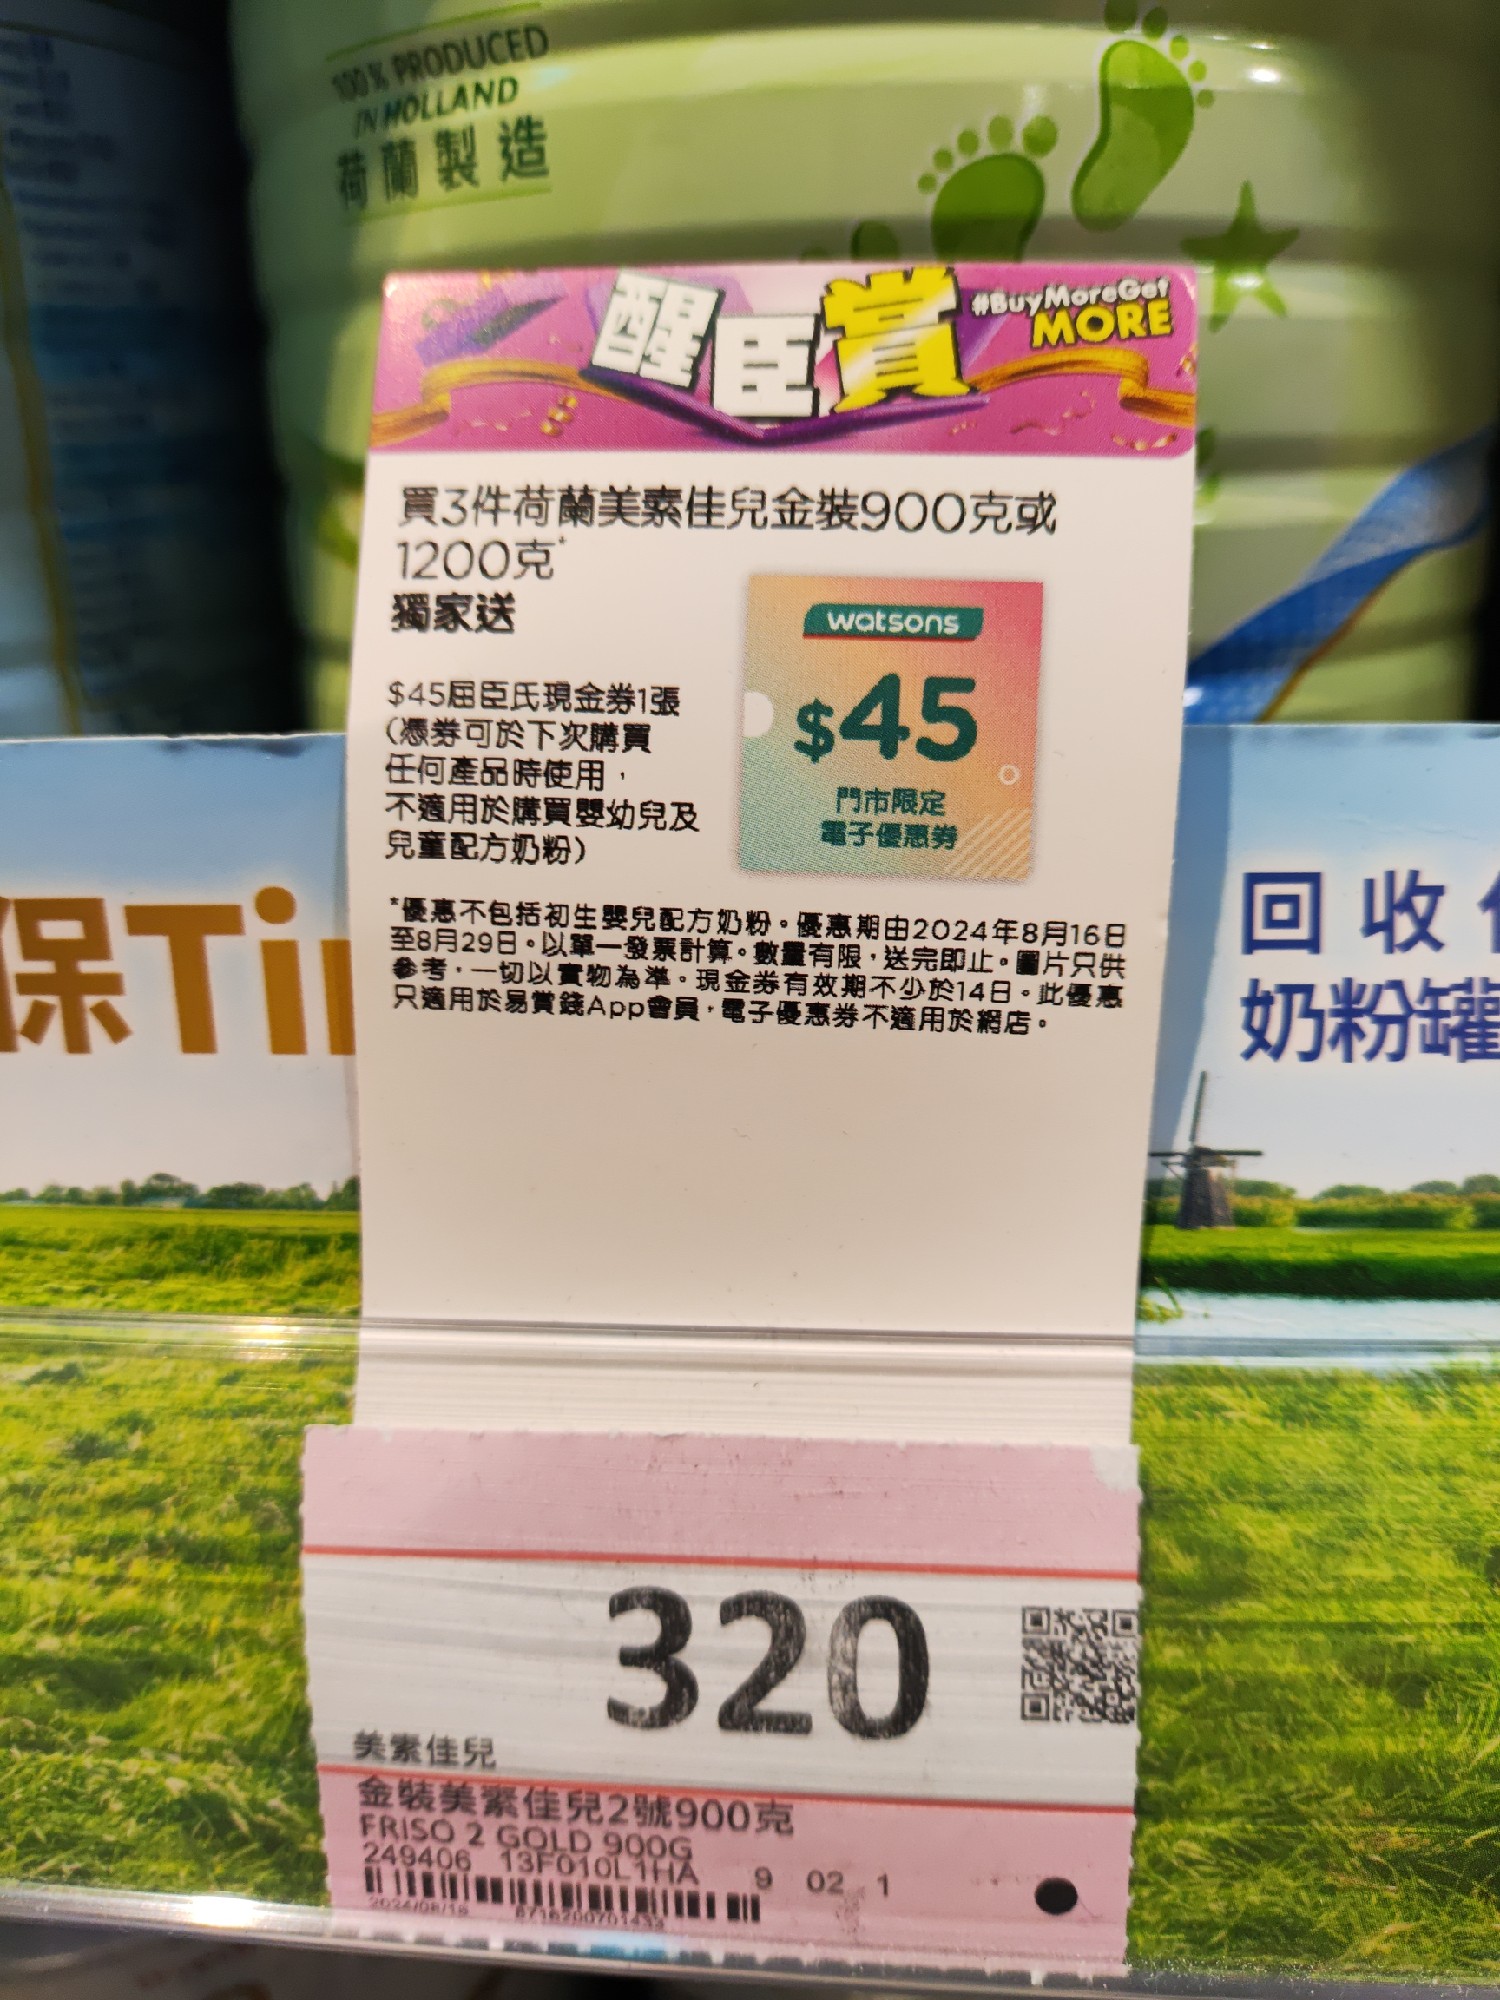 100% PRODUCED
IN HOLLAND
荷蘭製造
醒臣賞
#BuyMoreGet
MORE
買3件荷蘭美素佳兒金裝900克或
1200克*
獨家送
$45屈臣氏現金券1張
(憑券可於下次購買
任何產品時使用，
不適用於購買嬰幼兒及
兒童配方奶粉)
watsons
$45
門市限定
電子優惠券
*優惠不包括初生嬰兒配方奶粉。優惠期由2024年8月16日
至8月29日。以單一發票計算。數量有限，送完即止。圖片只供
參考，一切以實物為準。現金券有效期不少於14日。此優惠
只適用於易賞錢App會員，電子優惠券不適用於網店。
保Ti
回收
奶粉罐
320
美素佳兒
金裝美素佳兒2號900克
FRISO 2 GOLD 900G
249406 13F010L1HA 9 02 1